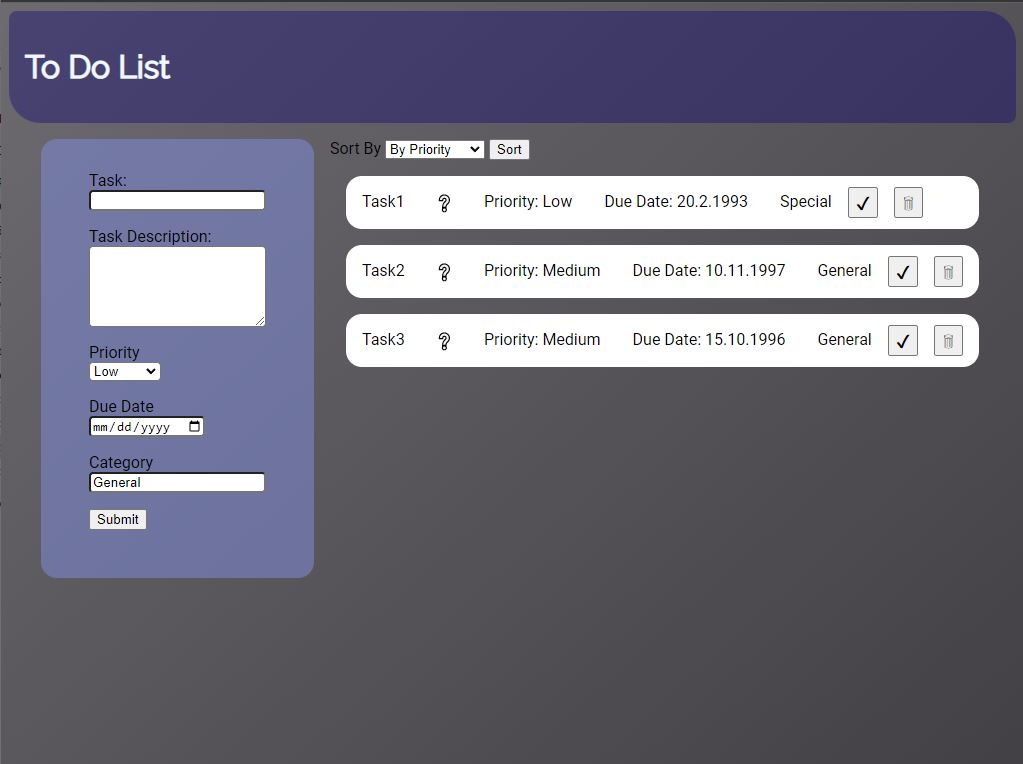 To Do List
Task:
Task Description:
Priority
Low
Due Date
mm/dd/yyyy
Category
General
Submit
Sort By By Priority Sort
Task1 ? Priority: Low Due Date: 20.2.1993 Special ✓
Task2 ? Priority: Medium Due Date: 10.11.1997 General ✓
Task3 ? Priority: Medium Due Date: 15.10.1996 General ✓